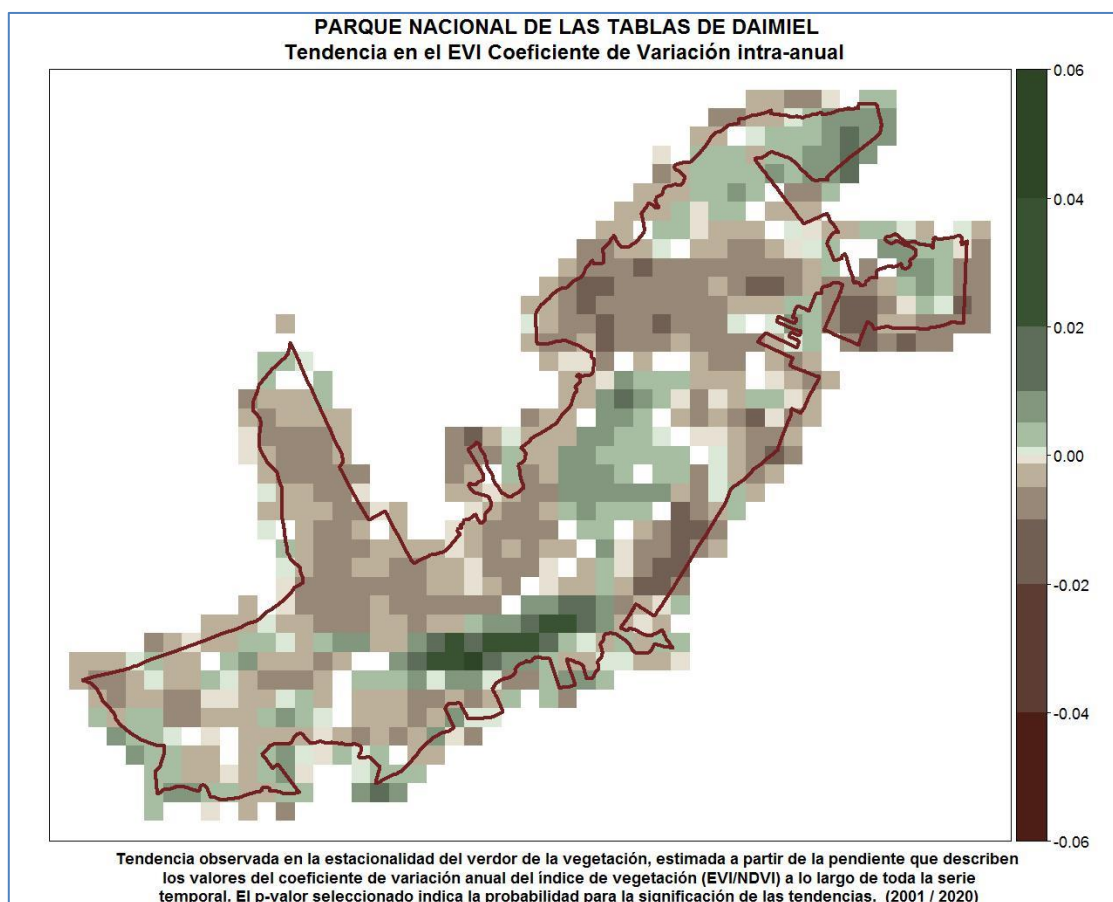 PARQUE NACIONAL DE LAS TABLAS DE DAIMIEL
Tendencia en el EVI Coeficiente de Variación intra-anual
0.06
0.04
0.02
0.00
-0.02
-0.04
-0.06
Tendencia observada en la estacionalidad del verdor de la vegetación, estimada a partir de la pendiente que describen
los valores del coeficiente de variación anual del índice de vegetación (EVI/NDVI) a lo largo de toda la serie
temporal. El p-valor seleccionado indica la probabilidad para la significación de las tendencias. (2001 / 2020)